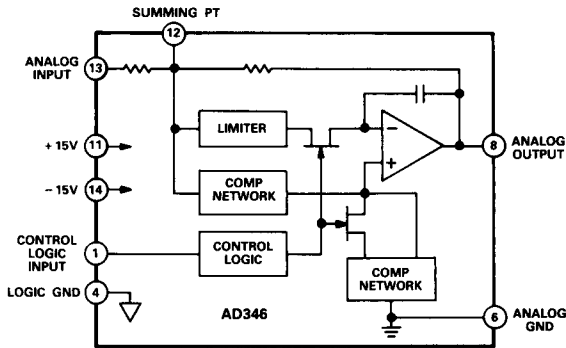 SUMMING PT
12
ANALOG
INPUT
13
LIMITER
−
+
8
ANALOG
OUTPUT
+ 15V
11
− 15V
14
COMP
NETWORK
CONTROL
LOGIC
INPUT
1
CONTROL
LOGIC
COMP
NETWORK
LOGIC GND
4
AD346
6
ANALOG
GND